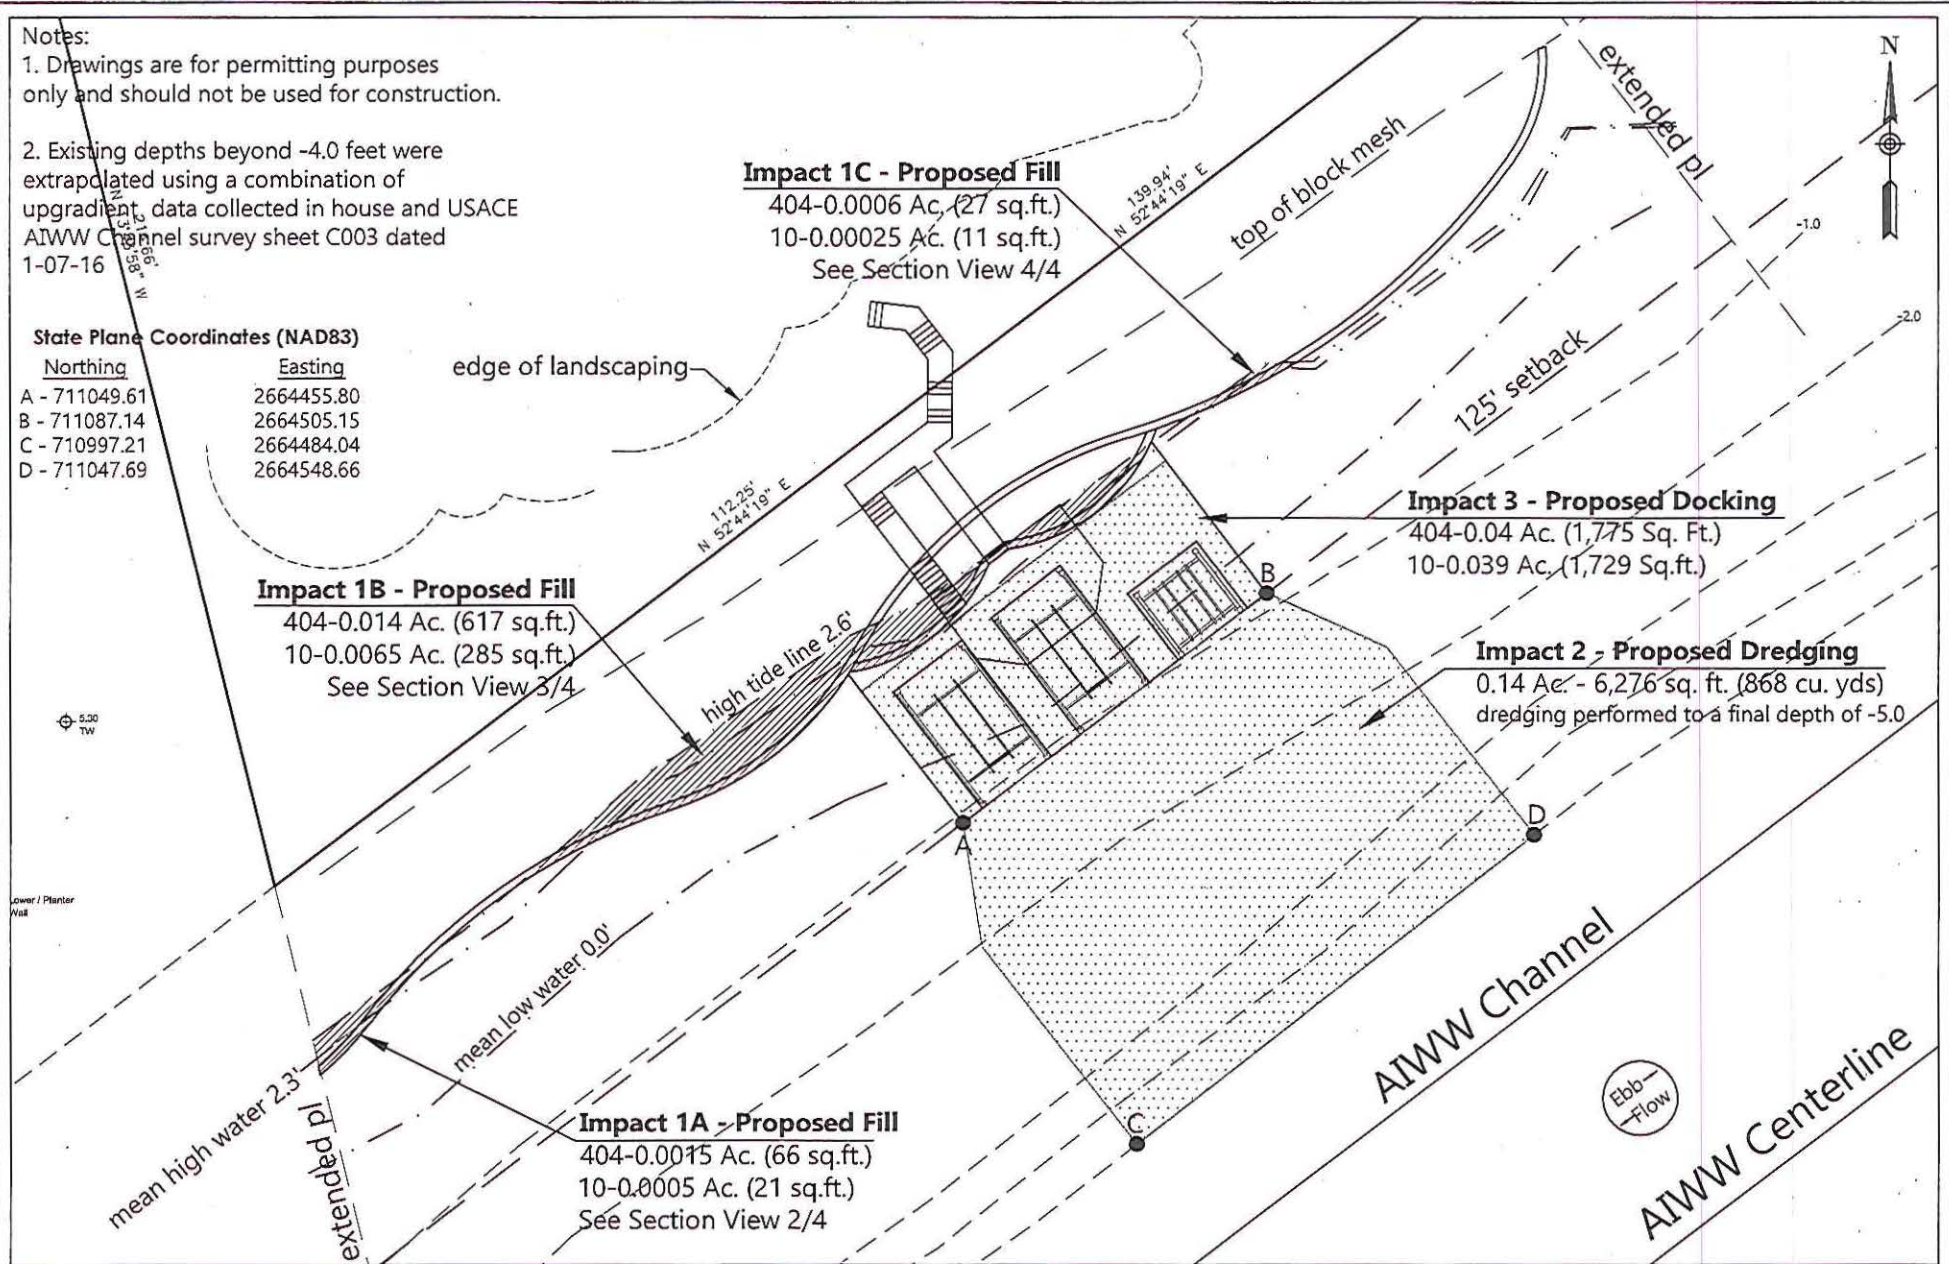 Notes:
1. Drawings are for permitting purposes
only and should not be used for construction.
2. Existing depths beyond -4.0 feet were
extrapolated using a combination of
upgradient data collected in house and USACE
AIWW Channel survey sheet C003 dated
1-07-16
State Plane Coordinates (NAD83)
Northing Easting
A - 711049.61 2664455.80
B - 711087.14 2664505.15
C - 710997.21 2664484.04
D - 711047.69 2664548.66
edge of landscaping
Impact 1C - Proposed Fill
404-0.0006 Ac. (27 sq.ft.)
10-0.00025 Ac. (11 sq.ft.)
See Section View 4/4
139.94'
N 52°44'19" E
top of block mesh
extended pl
N
-1.0
-2.0
125' setback
112.25'
N 52°44'19" E
Impact 3 - Proposed Docking
404-0.04 Ac. (1,775 Sq. Ft.)
10-0.039 Ac. (1,729 Sq.ft.)
Impact 1B - Proposed Fill
404-0.014 Ac. (617 sq.ft.)
10-0.0065 Ac. (285 sq.ft.)
See Section View 3/4
high tide line 2.6'
B
Impact 2 - Proposed Dredging
0.14 Ac. - 6,276 sq. ft. (868 cu. yds)
dredging performed to a final depth of -5.0
5.30
TW
A
D
Lower / Planter
Wall
mean low water 0.0'
AIWW Channel
mean high water 2.3'
extended pl
Impact 1A - Proposed Fill
404-0.0015 Ac. (66 sq.ft.)
10-0.0005 Ac. (21 sq.ft.)
See Section View 2/4
C
Ebb
Flow
AIWW Centerline